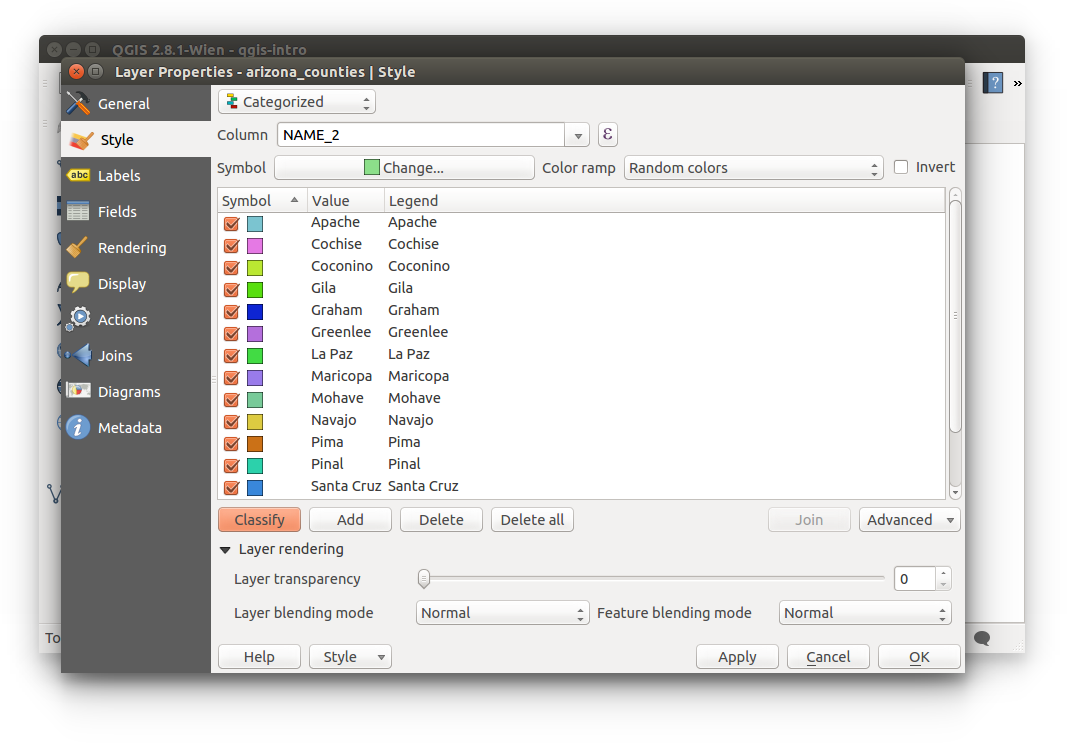 QGIS 2.8.1-Wien - qgis-intro
Layer Properties - arizona_counties | Style
General
Style
abc Labels
Fields
Rendering
Display
Actions
Joins
Diagrams
Metadata
Categorized
Column NAME_2 ε
Symbol Change... Color ramp Random colors Invert
Symbol Value Legend
Apache Apache
Cochise Cochise
Coconino Coconino
Gila Gila
Graham Graham
Greenlee Greenlee
La Paz La Paz
Maricopa Maricopa
Mohave Mohave
Navajo Navajo
Pima Pima
Pinal Pinal
Santa Cruz Santa Cruz
Classify Add Delete Delete all Join Advanced
Layer rendering
Layer transparency 0
Layer blending mode Normal Feature blending mode Normal
To
Help Style Apply Cancel OK